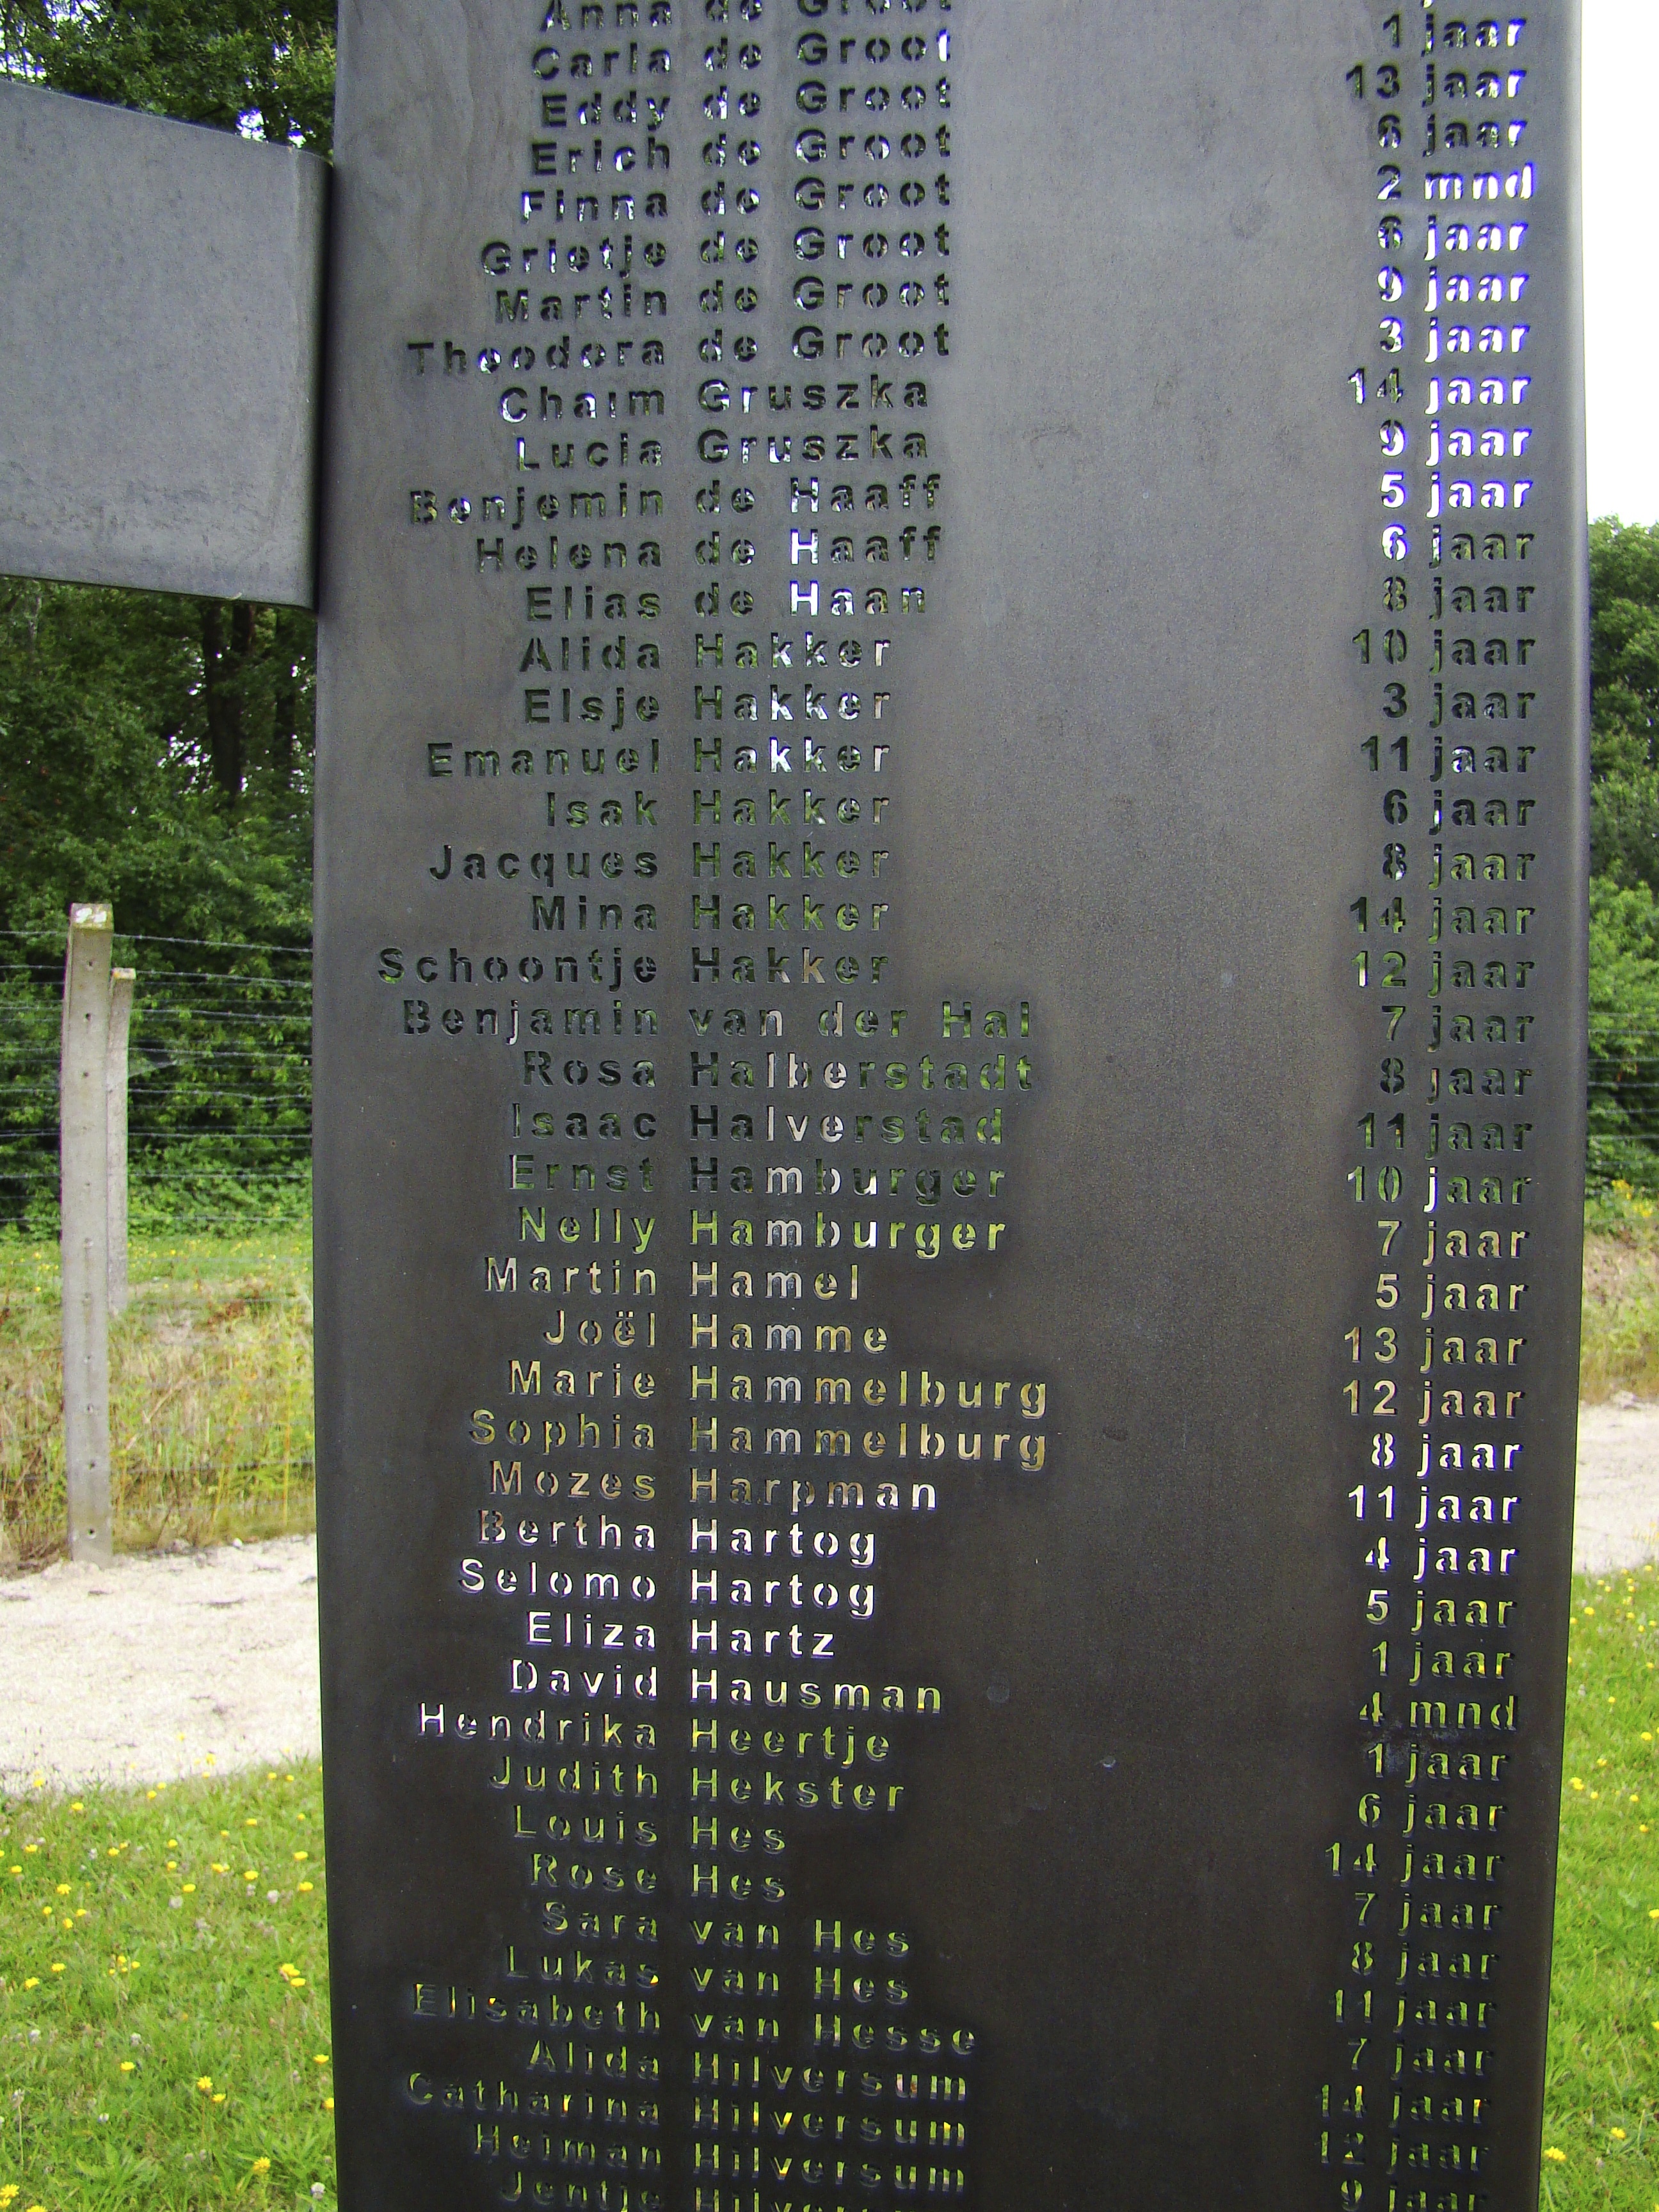 Anna de Groot
Carla de Groot 1 jaar
Eddy de Groot 13 jaar
Erich de Groot 6 jaar
Finna de Groot 2 mnd
Grietje de Groot 6 jaar
Martin de Groot 9 jaar
Theodora de Groot 3 jaar
Chaim Gruszka 14 jaar
Lucia Gruszka 9 jaar
Benjemin de Haaff 5 jaar
Helena de Haaff 6 jaar
Elias de Haan 8 jaar
Alida Hakker 10 jaar
Elsje Hakker 3 jaar
Emanuel Hakker 11 jaar
Isak Hakker 6 jaar
Jacques Hakker 8 jaar
Mina Hakker 14 jaar
Schoontje Hakker 12 jaar
Benjamin van der Hal 7 jaar
Rosa Halberstadt 8 jaar
Isaac Halverstad 11 jaar
Ernst Hamburger 10 jaar
Nelly Hamburger 7 jaar
Martin Hamel 5 jaar
Joël Hamme 13 jaar
Marie Hammelburg 12 jaar
Sophia Hammelburg 8 jaar
Mozes Harpman 11 jaar
Bertha Hartog 4 jaar
Selomo Hartog 5 jaar
Eliza Hartz 1 jaar
David Hausman 4 mnd
Hendrika Heertje 1 jaar
Judith Hekster 6 jaar
Louis Hes 14 jaar
Rose Hes 7 jaar
Sara van Hes 8 jaar
Lukas van Hes 11 jaar
Elisabeth van Hesse 7 jaar
Alida Hilversum 14 jaar
Catharina Hilversum 12 jaar
Heiman Hilversum 9 jaar
Jentje